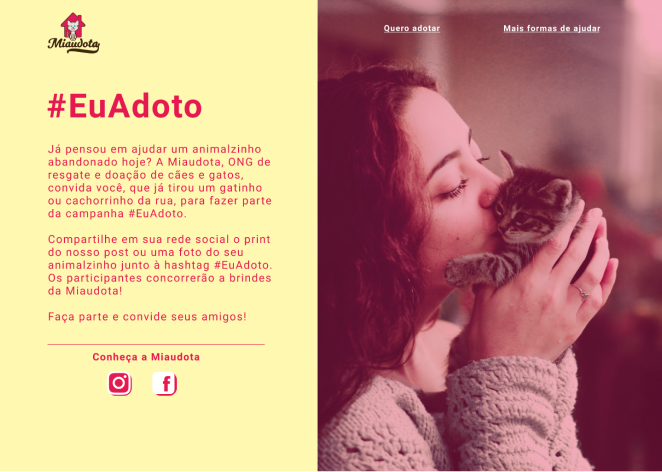 Miaudota
Quero adotar
Mais formas de ajudar
#EuAdoto
Já pensou em ajudar um animalzinho
abandonado hoje? A Miaudota, ONG de
resgate e doação de cães e gatos,
convida você, que já tirou um gatinho
ou cachorrinho da rua, para fazer parte
da campanha #EuAdoto.
Compartilhe em sua rede social o print
do nosso post ou uma foto do seu
animalzinho junto à hashtag #EuAdoto.
Os participantes concorrerão a brindes
da Miaudota!
Faça parte e convide seus amigos!
Conheça a Miaudota